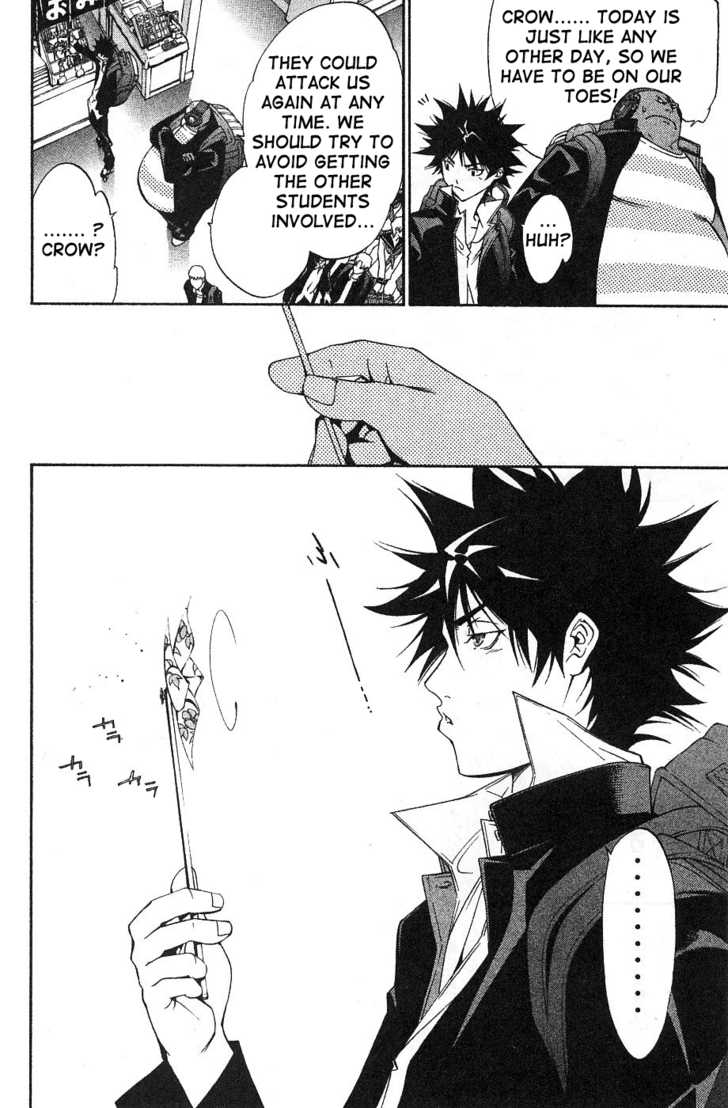 CROW...... TODAY IS
JUST LIKE ANY
OTHER DAY, SO WE
HAVE TO BE ON OUR
TOES!
...
HUH?
THEY COULD
ATTACK US
AGAIN AT ANY
TIME. WE
SHOULD TRY TO
AVOID GETTING
THE OTHER
STUDENTS
INVOLVED...
....... ?
CROW?
おみ
カラ
カラ
カラ
.........